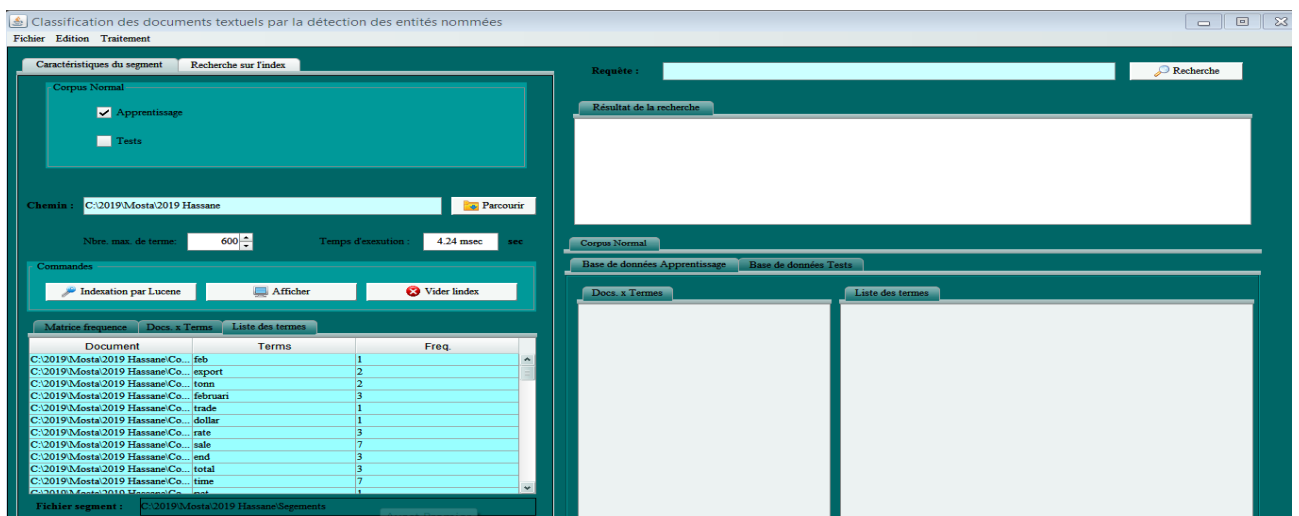 Classification des documents textuels par la détection des entités nommées
Fichier Edition Traitement
Caractéristiques du segment Recherche sur l'index
Corpus Normal
Apprentissage
Tests
Chemin : C:\2019\Mosta\2019 Hassane Parcourir
Nbre. max. de terme: 600 Temps d'exesution : 4.24 msec sec
Commandes
Indexation par Lucene Afficher Vider lindex
Matrice frequence Docs. x Terms Liste des termes
Document Terms Freq.
C:\2019\Mosta\2019 Hassane\Co... feb 1
C:\2019\Mosta\2019 Hassane\Co... export 2
C:\2019\Mosta\2019 Hassane\Co... tonn 2
C:\2019\Mosta\2019 Hassane\Co... februari 3
C:\2019\Mosta\2019 Hassane\Co... trade 1
C:\2019\Mosta\2019 Hassane\Co... dollar 1
C:\2019\Mosta\2019 Hassane\Co... rate 3
C:\2019\Mosta\2019 Hassane\Co... sale 7
C:\2019\Mosta\2019 Hassane\Co... end 3
C:\2019\Mosta\2019 Hassane\Co... total 3
C:\2019\Mosta\2019 Hassane\Co... time 7
C:\2019\Mosta\2019 Hassane\Co... 1
Fichier segment : C:\2019\Mosta\2019 Hassane\Segements
Requête : Recherche
Résultat de la recherche
Corpus Normal
Base de données Apprentissage Base de données Tests
Docs. x Termes Liste des termes